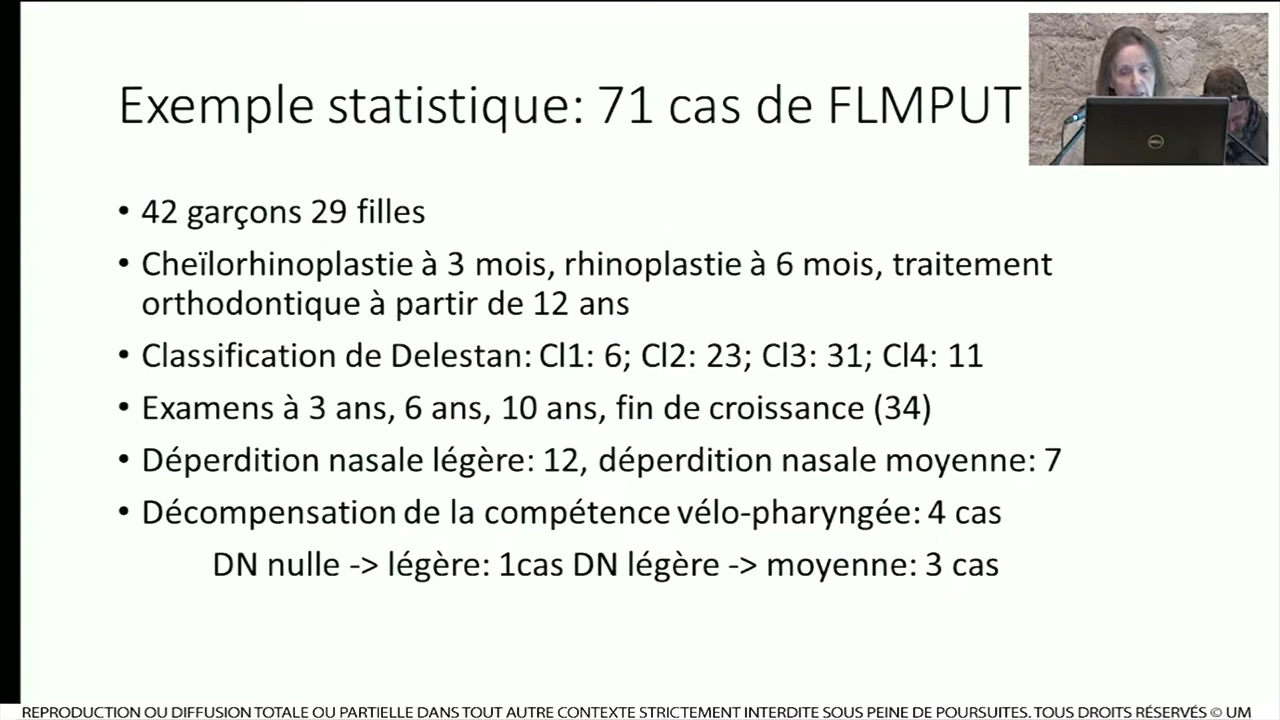 Exemple statistique: 71 cas de FLMPUT
• 42 garçons 29 filles
• Cheïlorhinoplastie à 3 mois, rhinoplastie à 6 mois, traitement
orthodontique à partir de 12 ans
• Classification de Delestan: Cl1: 6; Cl2: 23; Cl3: 31; Cl4: 11
• Examens à 3 ans, 6 ans, 10 ans, fin de croissance (34)
• Déperdition nasale légère: 12, déperdition nasale moyenne: 7
• Décompensation de la compétence vélo-pharyngée: 4 cas
DN nulle -> légère: 1cas DN légère -> moyenne: 3 cas
DELL
REPRODUCTION OU DIFFUSION TOTALE OU PARTIELLE DANS TOUT AUTRE CONTEXTE STRICTEMENT INTERDITE SOUS PEINE DE POURSUITES. TOUS DROITS RÉSERVÉS © UM